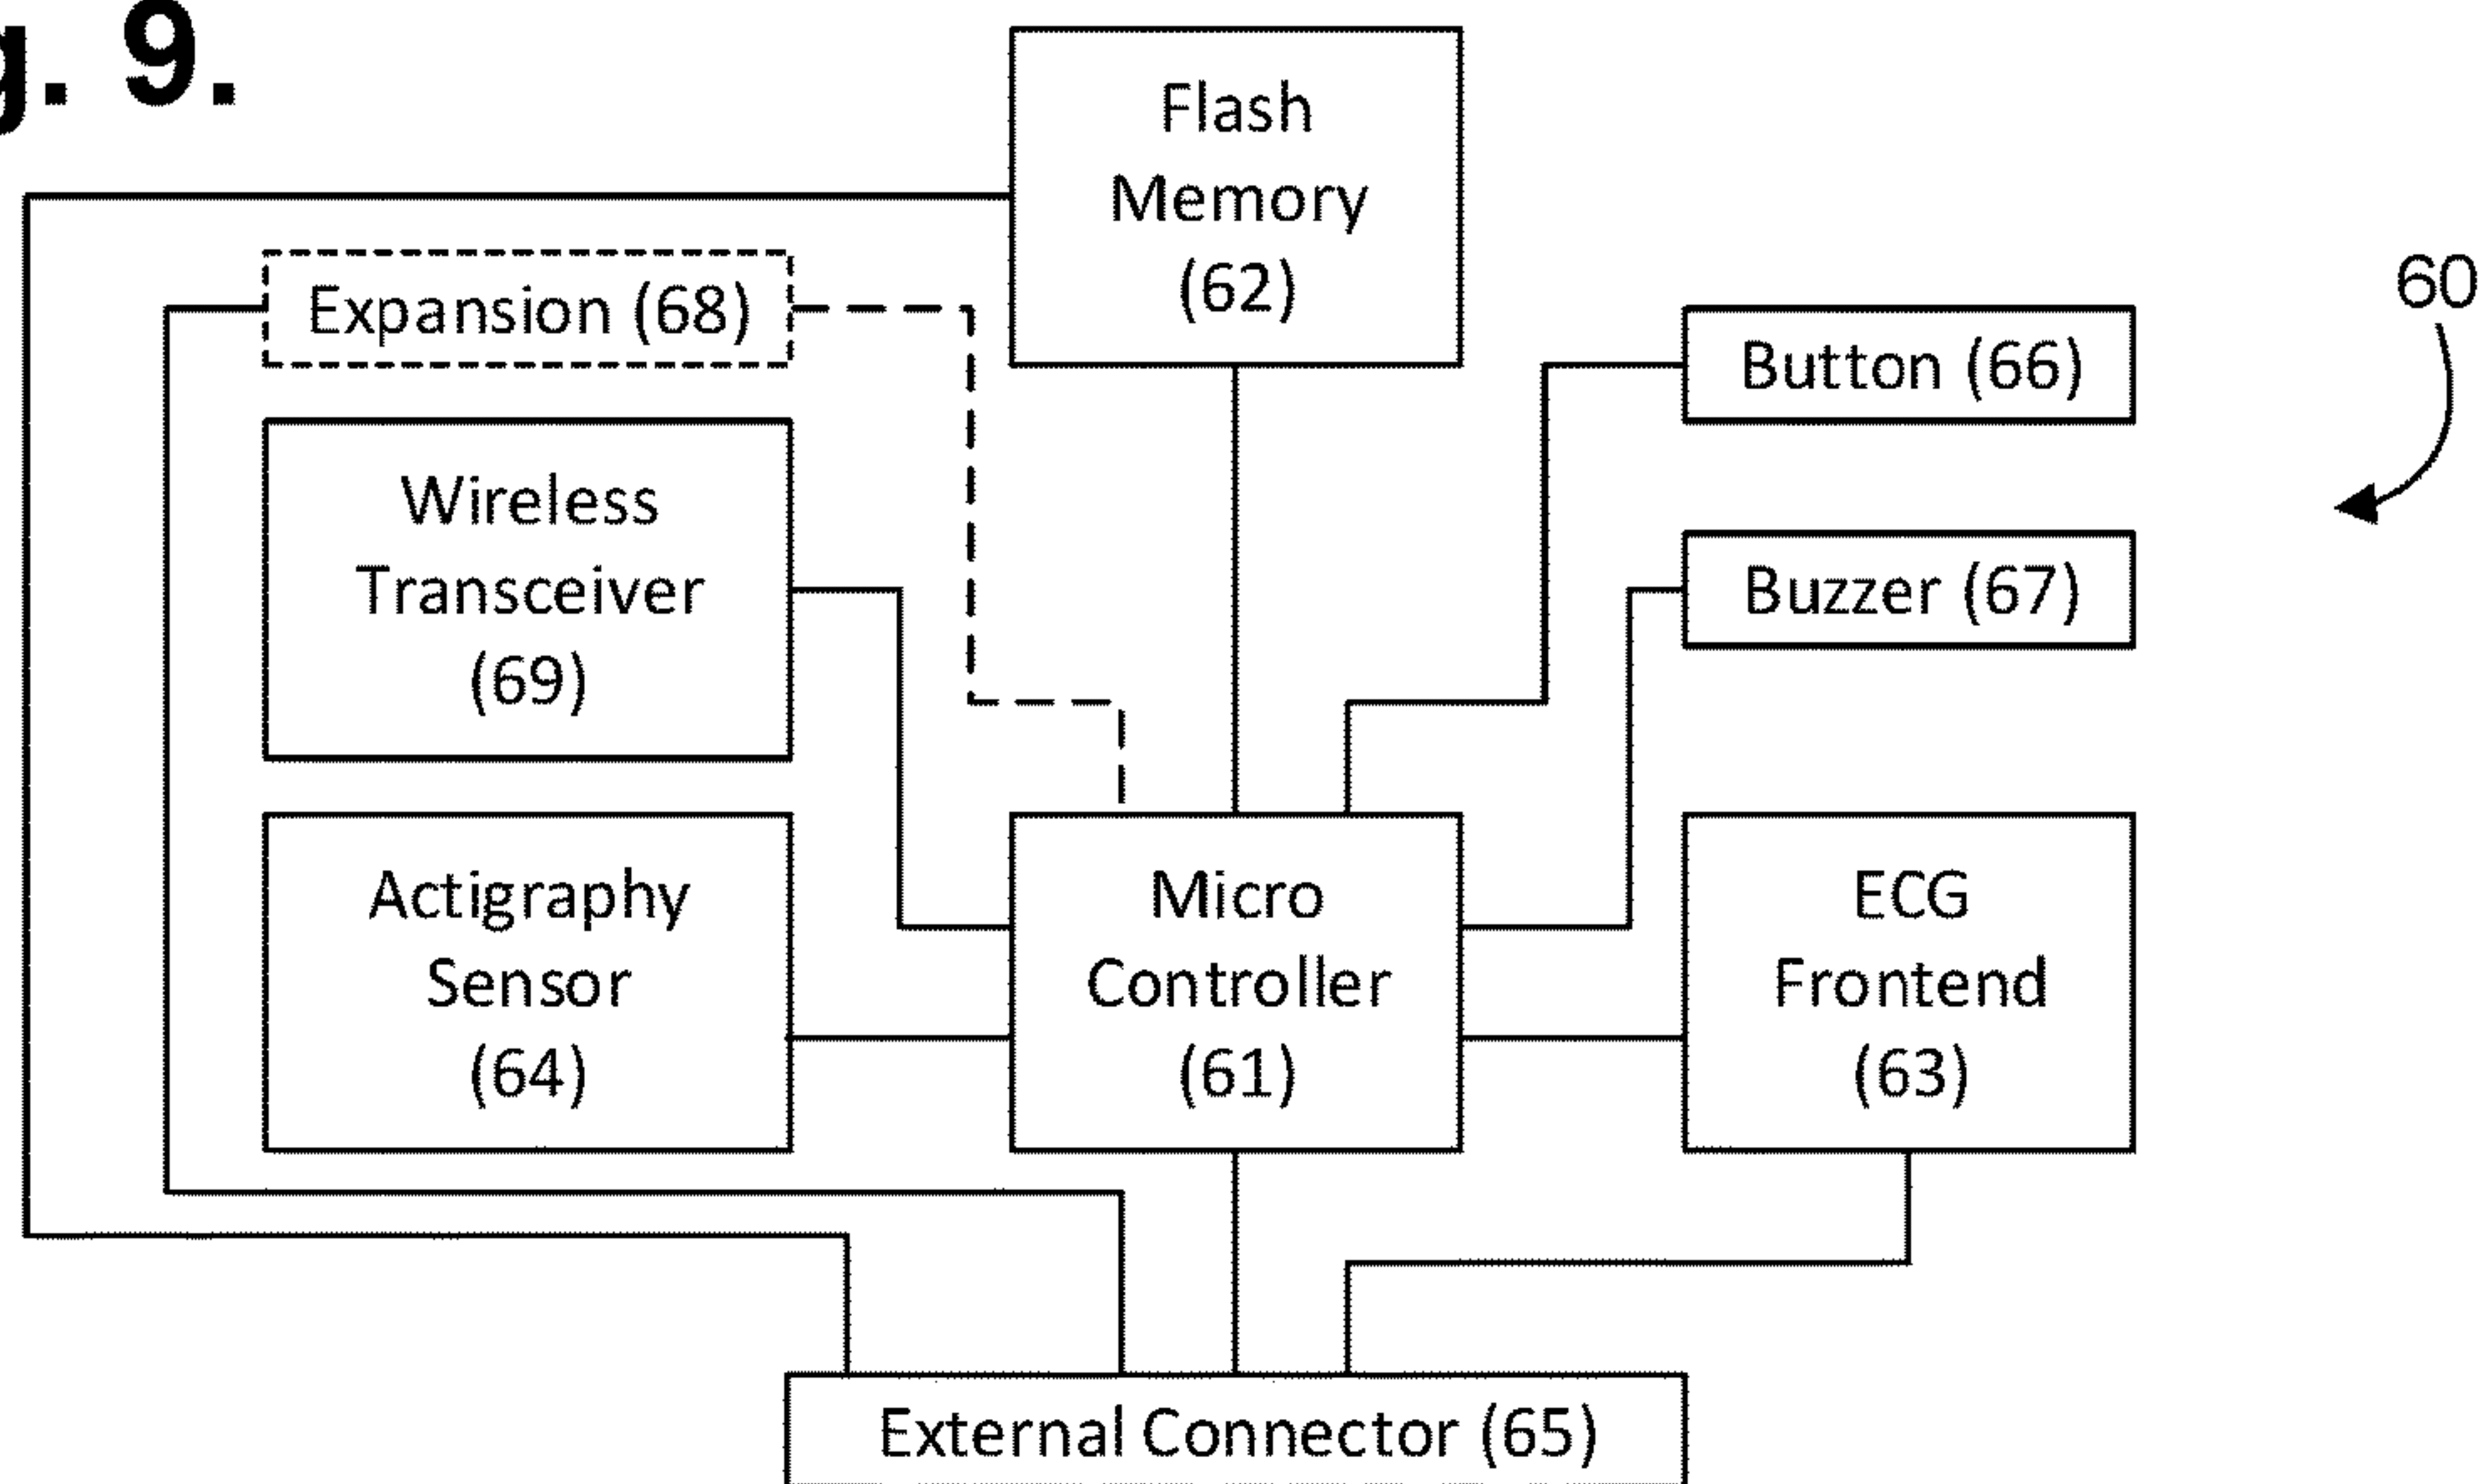 g. 9.
Flash
Memory
(62)
Expansion (68)
60
Button (66)
Wireless
Transceiver
(69)
Buzzer (67)
Actigraphy
Sensor
(64)
Micro
Controller
(61)
ECG
Frontend
(63)
External Connector (65)